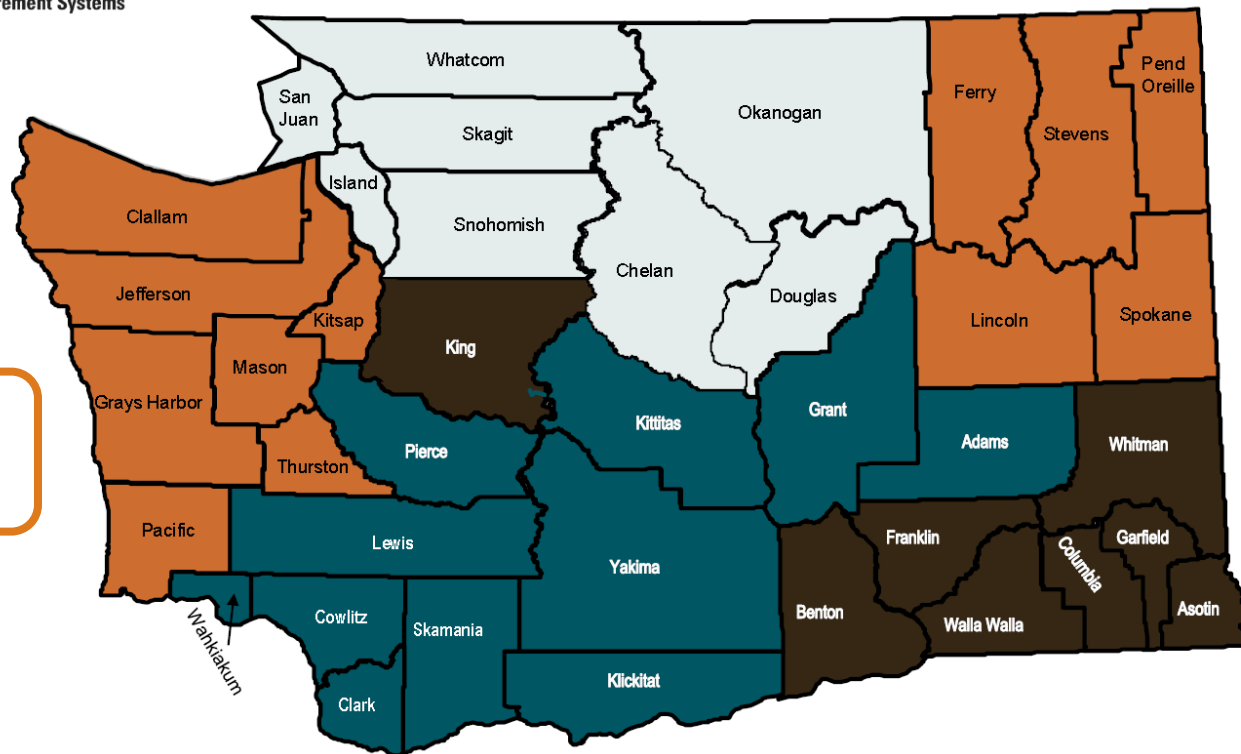 Systems
Whatcom
Pend
Oreille
San
Juan
Ferry
Okanogan
Skagit
Stevens
Island
Clallam
Snohomish
Chelan
Jefferson
Douglas
Kitsap
Lincoln
Spokane
King
Mason
Grays Harbor
Grant
Kittitas
Adams
Whitman
Pierce
Thurston
Pacific
Lewis
Franklin
Garfield
Columbia
Yakima
Benton
Asotin
Cowlitz
Skamania
Walla Walla
Wahkiakum
Klickitat
Clark